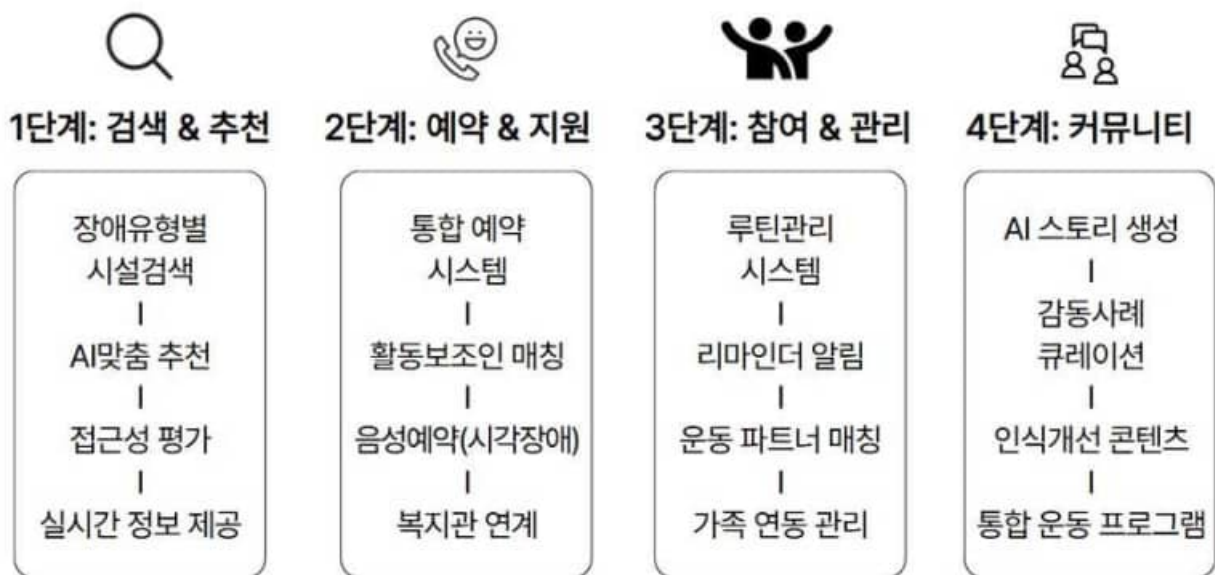 1단계: 검색 & 추천
장애유형별
시설검색
AI맞춤 추천
접근성 평가
실시간 정보 제공
2단계: 예약 & 지원
통합 예약
시스템
활동보조인 매칭
음성예약(시각장애)
복지관 연계
3단계: 참여 & 관리
루틴관리
시스템
리마인더 알림
운동 파트너 매칭
가족 연동 관리
4단계: 커뮤니티
AI 스토리 생성
감동사례
큐레이션
인식개선 콘텐츠
통합 운동 프로그램